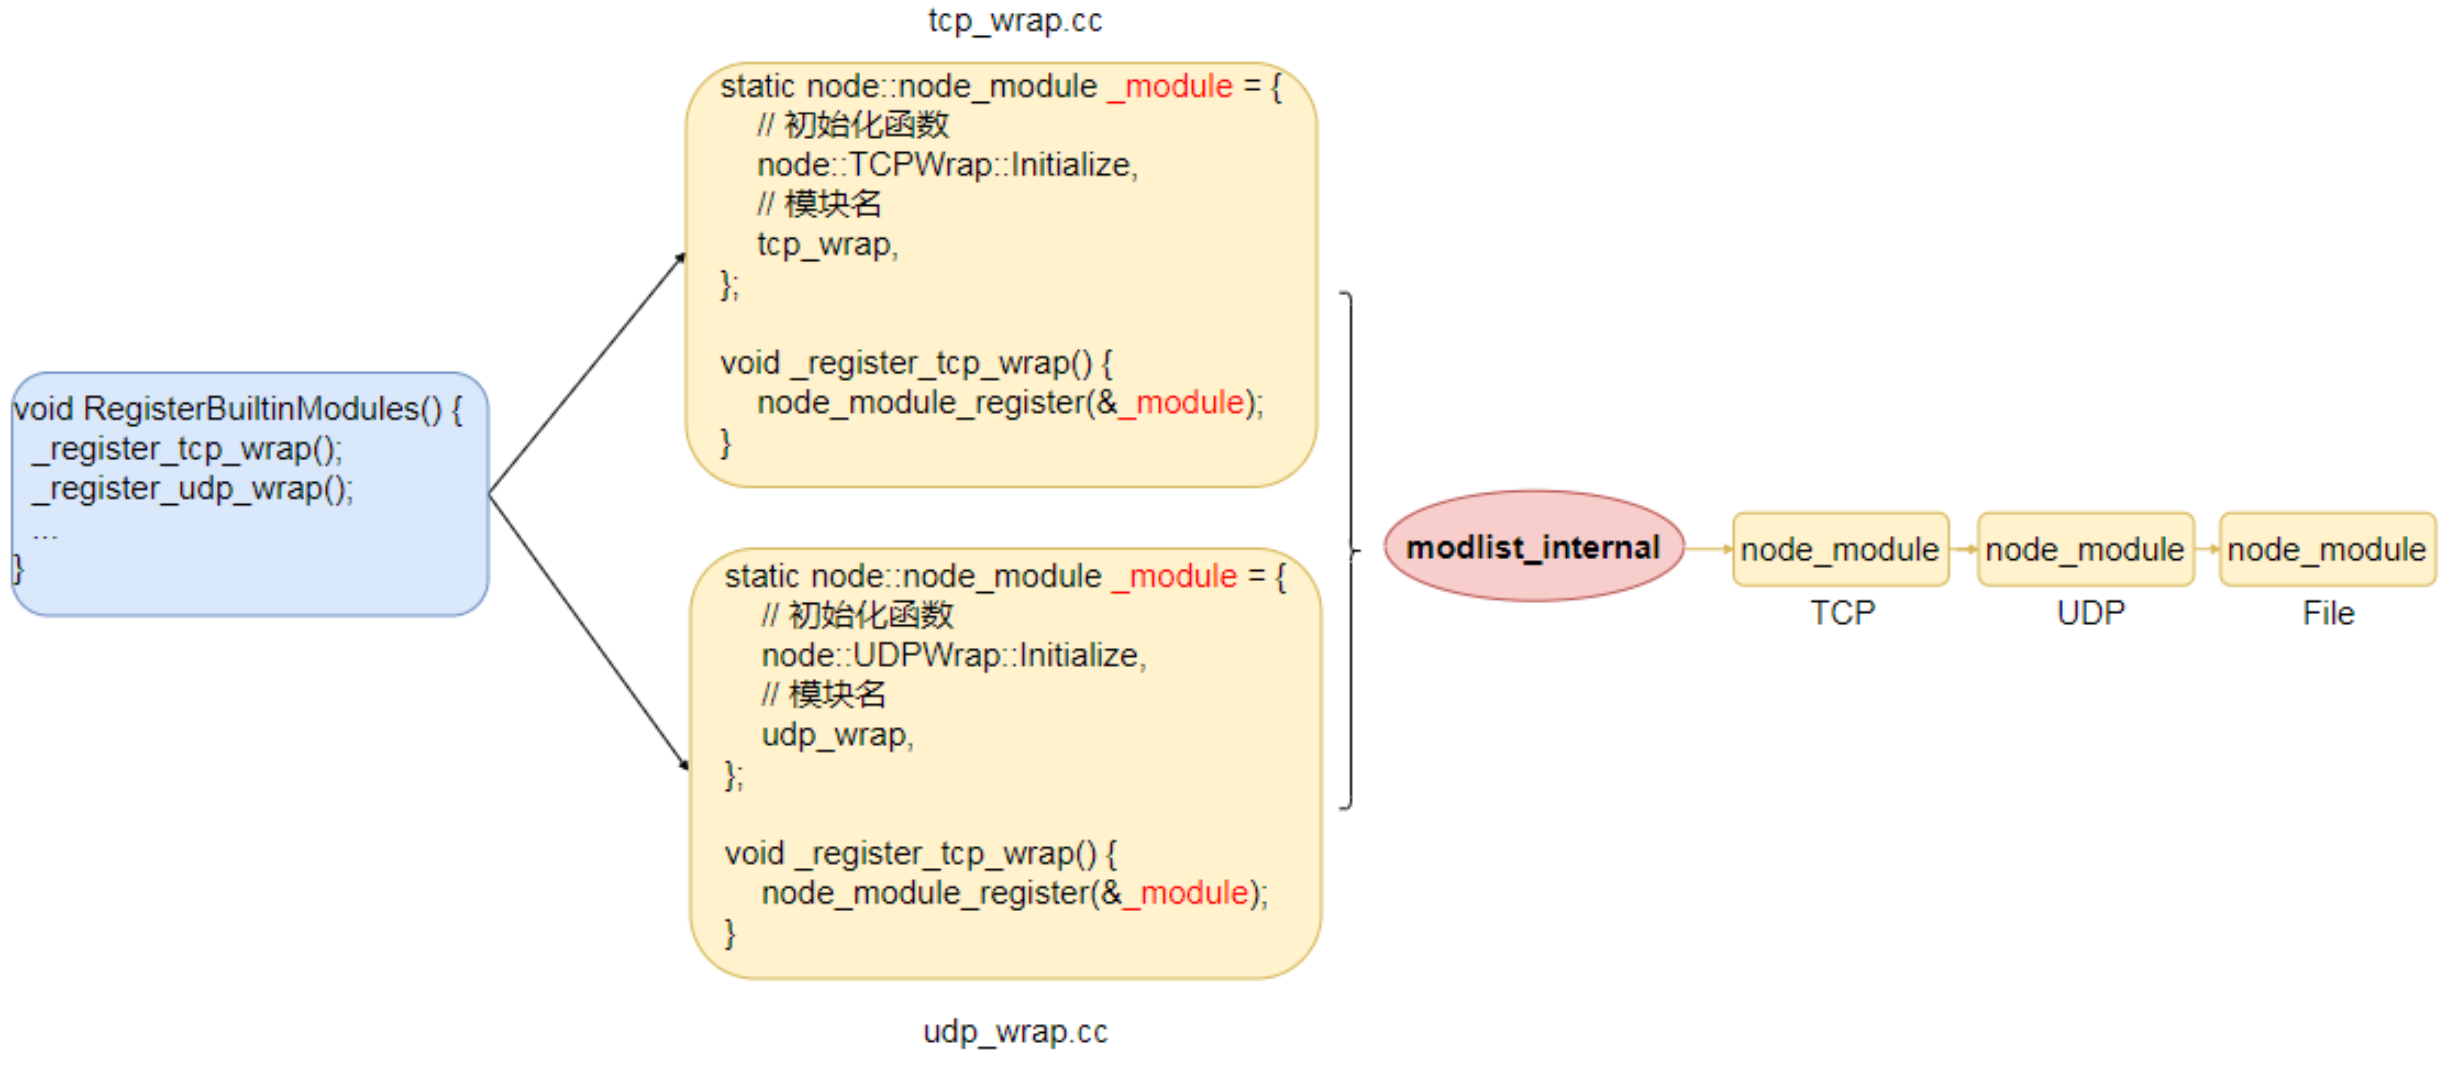 tcp_wrap.cc
static node::node_module _module = {
// 初始化函数
node::TCPWrap::Initialize,
// 模块名
tcp_wrap,
};
void _register_tcp_wrap() {
node_module_register(&_module);
}
void RegisterBuiltinModules() {
_register_tcp_wrap();
_register_udp_wrap();
...
}
static node::node_module _module = {
// 初始化函数
node::UDPWrap::Initialize,
// 模块名
udp_wrap,
};
void _register_tcp_wrap() {
node_module_register(&_module);
}
udp_wrap.cc
modlist_internal
node_module
node_module
node_module
TCP
UDP
File